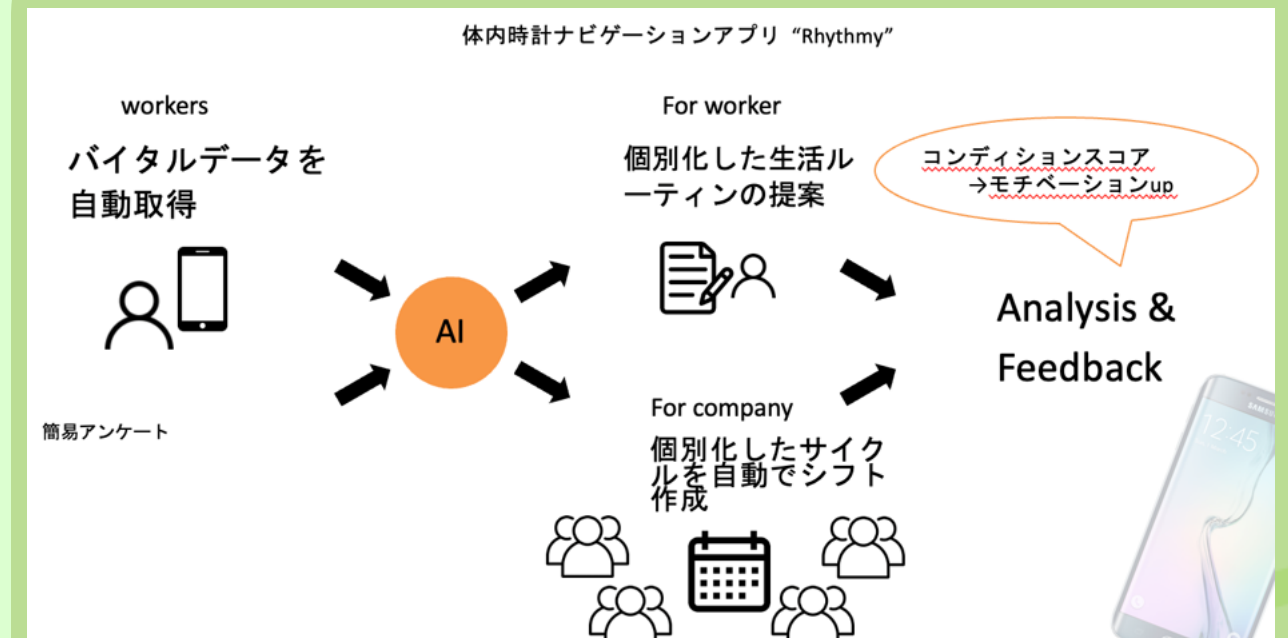 体内時計ナビゲーションアプリ “Rhythmy”
workers
バイタルデータを
自動取得
簡易アンケート
AI
For worker
個別化した生活ル
ーティンの提案
For company
個別化したサイク
ルを自動でシフト
作成
コンディションスコア
→モチベーションup
Analysis &
Feedback
SAMSU
12:45